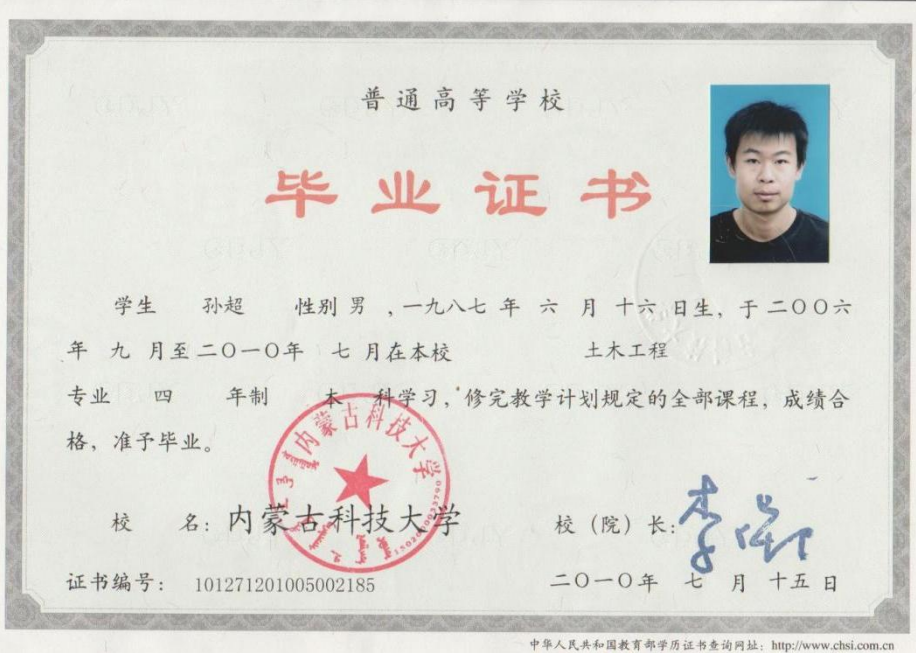 普通高等学校
毕业证书
学生 孙超 性别 男 ,一九八七 年 六 月 十六 日生, 于 二〇〇六
年 九 月至 二〇一〇年 七 月在本校 土木工程
专业 四 年制 本 科学习, 修完教学计划规定的全部课程, 成绩合
格, 准予毕业。
内蒙古科技大学
校 名: 内蒙古科技大学 校(院)长:
证书编号: 101271201005002185 二〇一〇年 七 月 十五 日
中华人民共和国教育部学历证书查询网址: http://www.chsi.com.cn